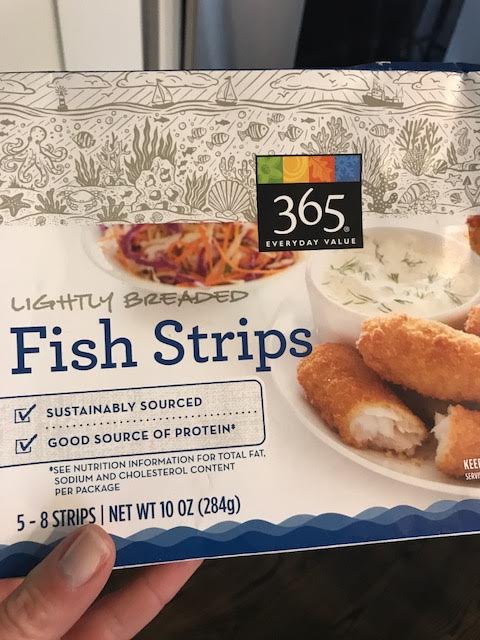 365®
EVERYDAY VALUE
LIGHTLY BREADED
Fish Strips
SUSTAINABLY SOURCED
GOOD SOURCE OF PROTEIN*
*SEE NUTRITION INFORMATION FOR TOTAL FAT,
SODIUM AND CHOLESTEROL CONTENT
PER PACKAGE
5 - 8 STRIPS | NET WT 10 OZ (284g)